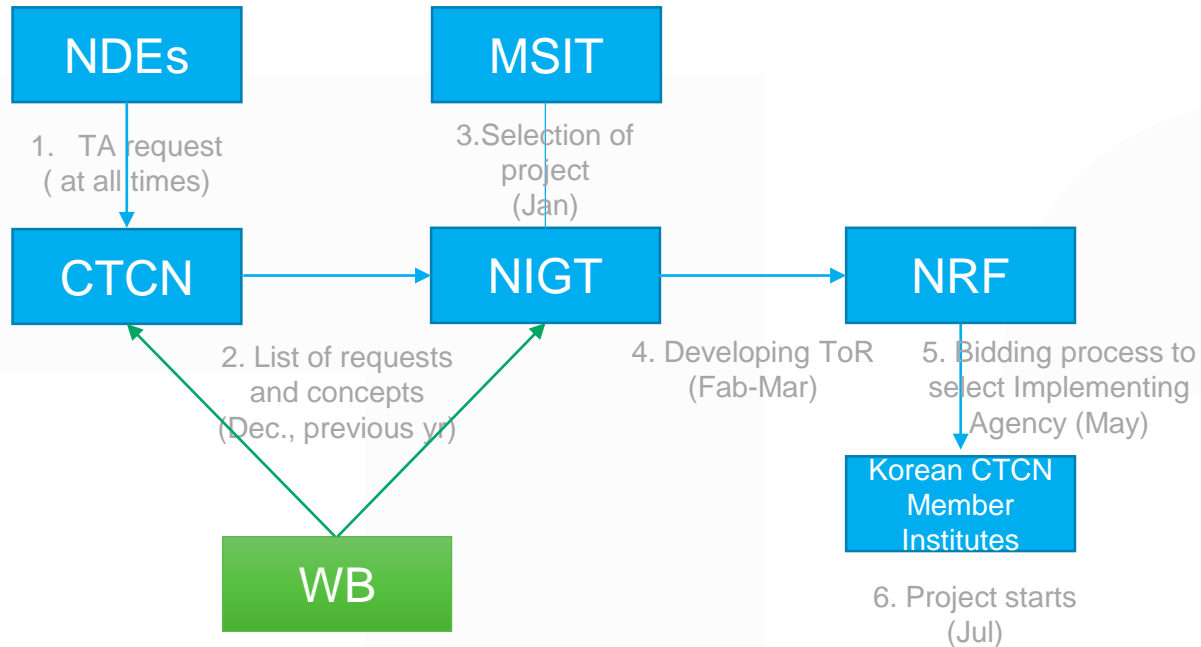 NDEs
MSIT
1. TA request
( at all times)
3.Selection of
project
(Jan)
CTCN
NIGT
NRF
2. List of requests
and concepts
(Dec., previous yr)
4. Developing ToR
(Fab-Mar)
5. Bidding process to
select Implementing
Agency (May)
Korean CTCN
Member
Institutes
WB
6. Project starts
(Jul)